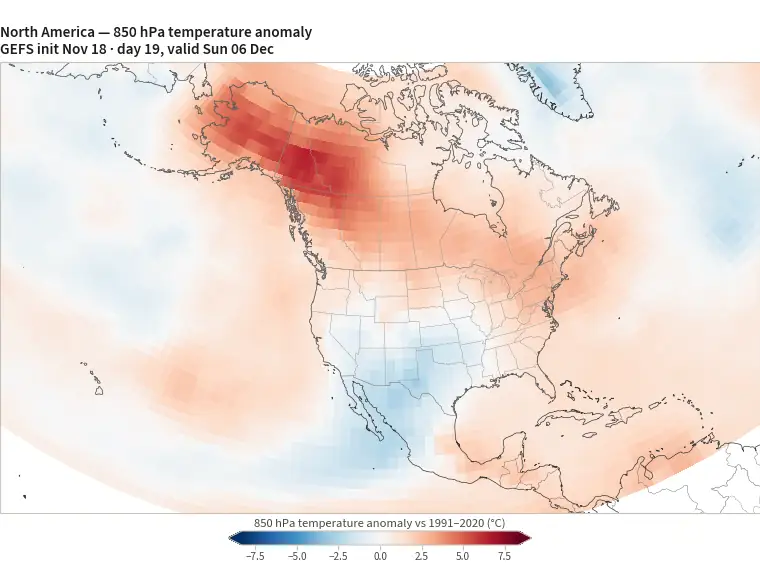 North America — 850 hPa temperature anomaly
GEFS init Nov 18 · day 19, valid Sun 06 Dec
850 hPa temperature anomaly vs 1991–2020 (°C)
−7.5 −5.0 −2.5 0.0 2.5 5.0 7.5